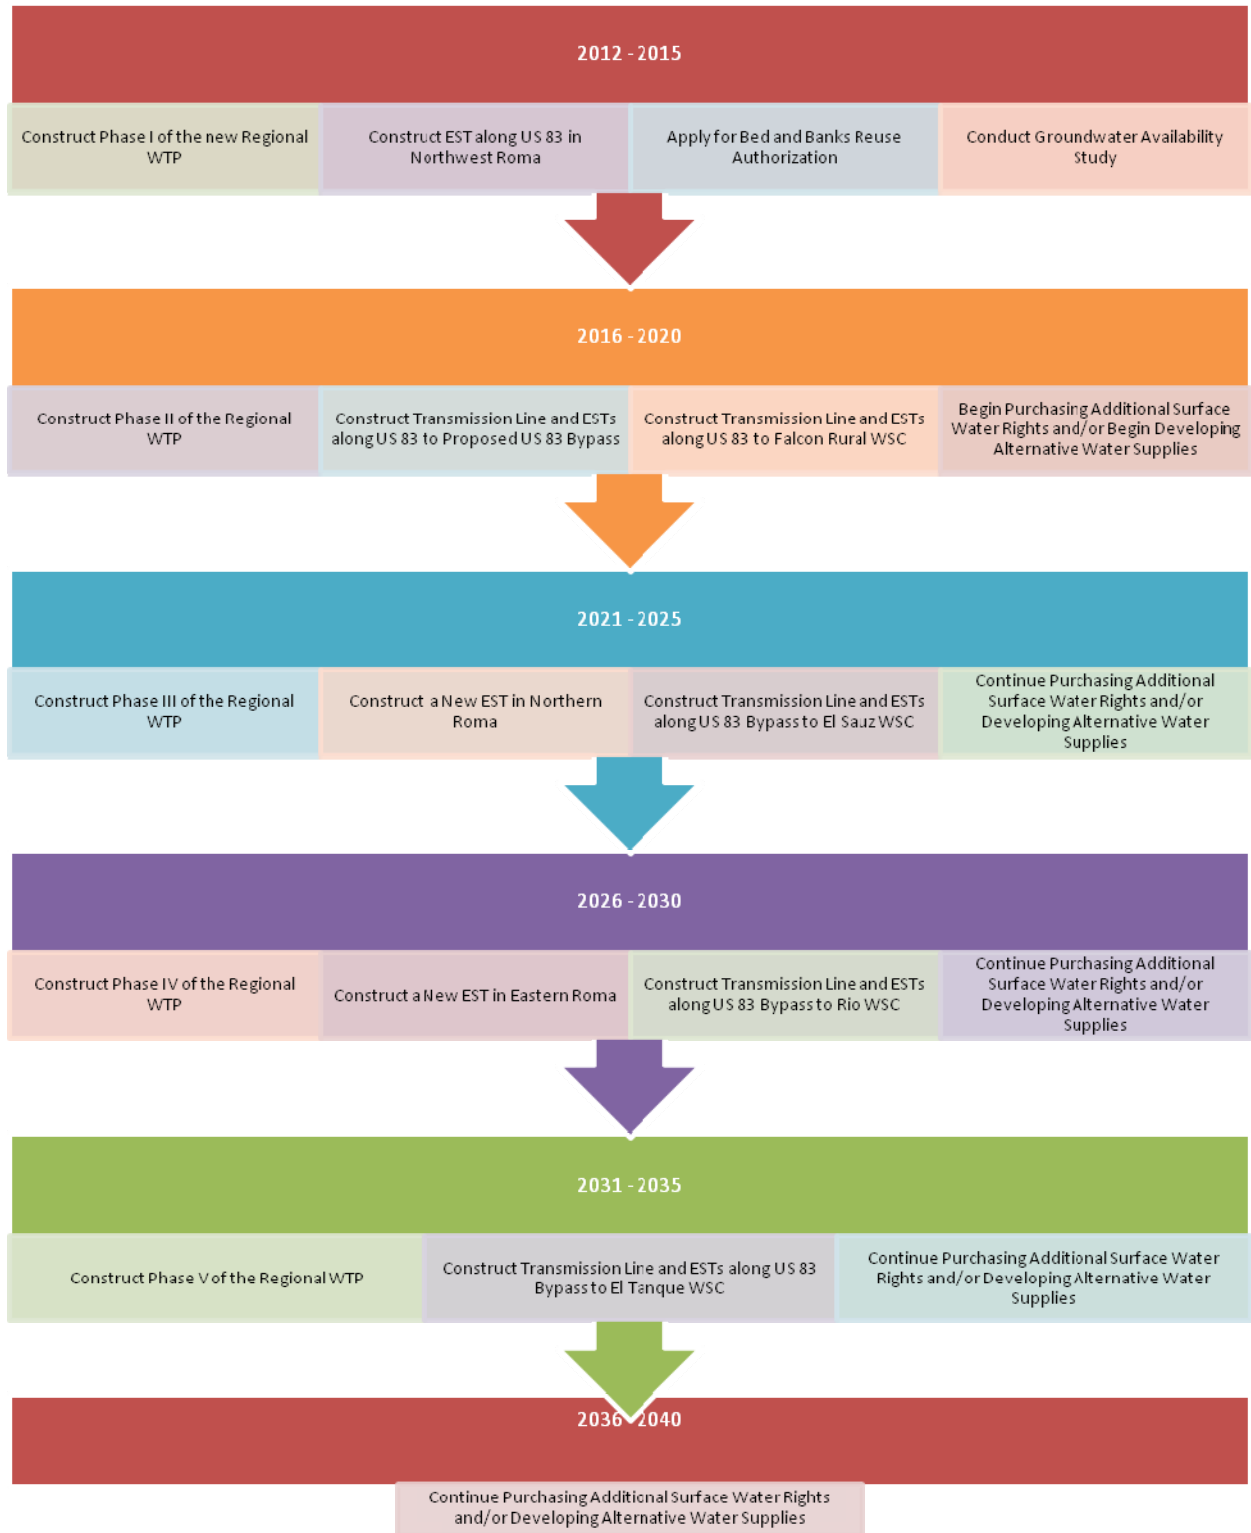 2012 - 2015
Construct Phase I of the new Regional
WTP
Construct EST along US 83 in
Northwest Roma
Apply for Bed and Banks Reuse
Authorization
Conduct Groundwater Availability
Study
2016 - 2020
Construct Phase II of the Regional
WTP
Construct Transmission Line and ESTs
along US 83 to Proposed US 83 Bypass
Construct Transmission Line and ESTs
along US 83 to Falcon Rural WSC
Begin Purchasing Additional Surface
Water Rights and/or Begin Developing
Alternative Water Supplies
2021 - 2025
Construct Phase III of the Regional
WTP
Construct a New EST in Northern
Roma
Construct Transmission Line and ESTs
along US 83 Bypass to El Sauz WSC
Continue Purchasing Additional
Surface Water Rights and/or
Developing Alternative Water
Supplies
2026 - 2030
Construct Phase IV of the Regional
WTP
Construct a New EST in Eastern Roma
Construct Transmission Line and ESTs
along US 83 Bypass to Rio WSC
Continue Purchasing Additional
Surface Water Rights and/or
Developing Alternative Water
Supplies
2031 - 2035
Construct Phase V of the Regional WTP
Construct Transmission Line and ESTs along US 83
Bypass to El Tanque WSC
Continue Purchasing Additional Surface Water
Rights and/or Developing Alternative Water
Supplies
2036 - 2040
Continue Purchasing Additional Surface Water Rights
and/or Developing Alternative Water Supplies